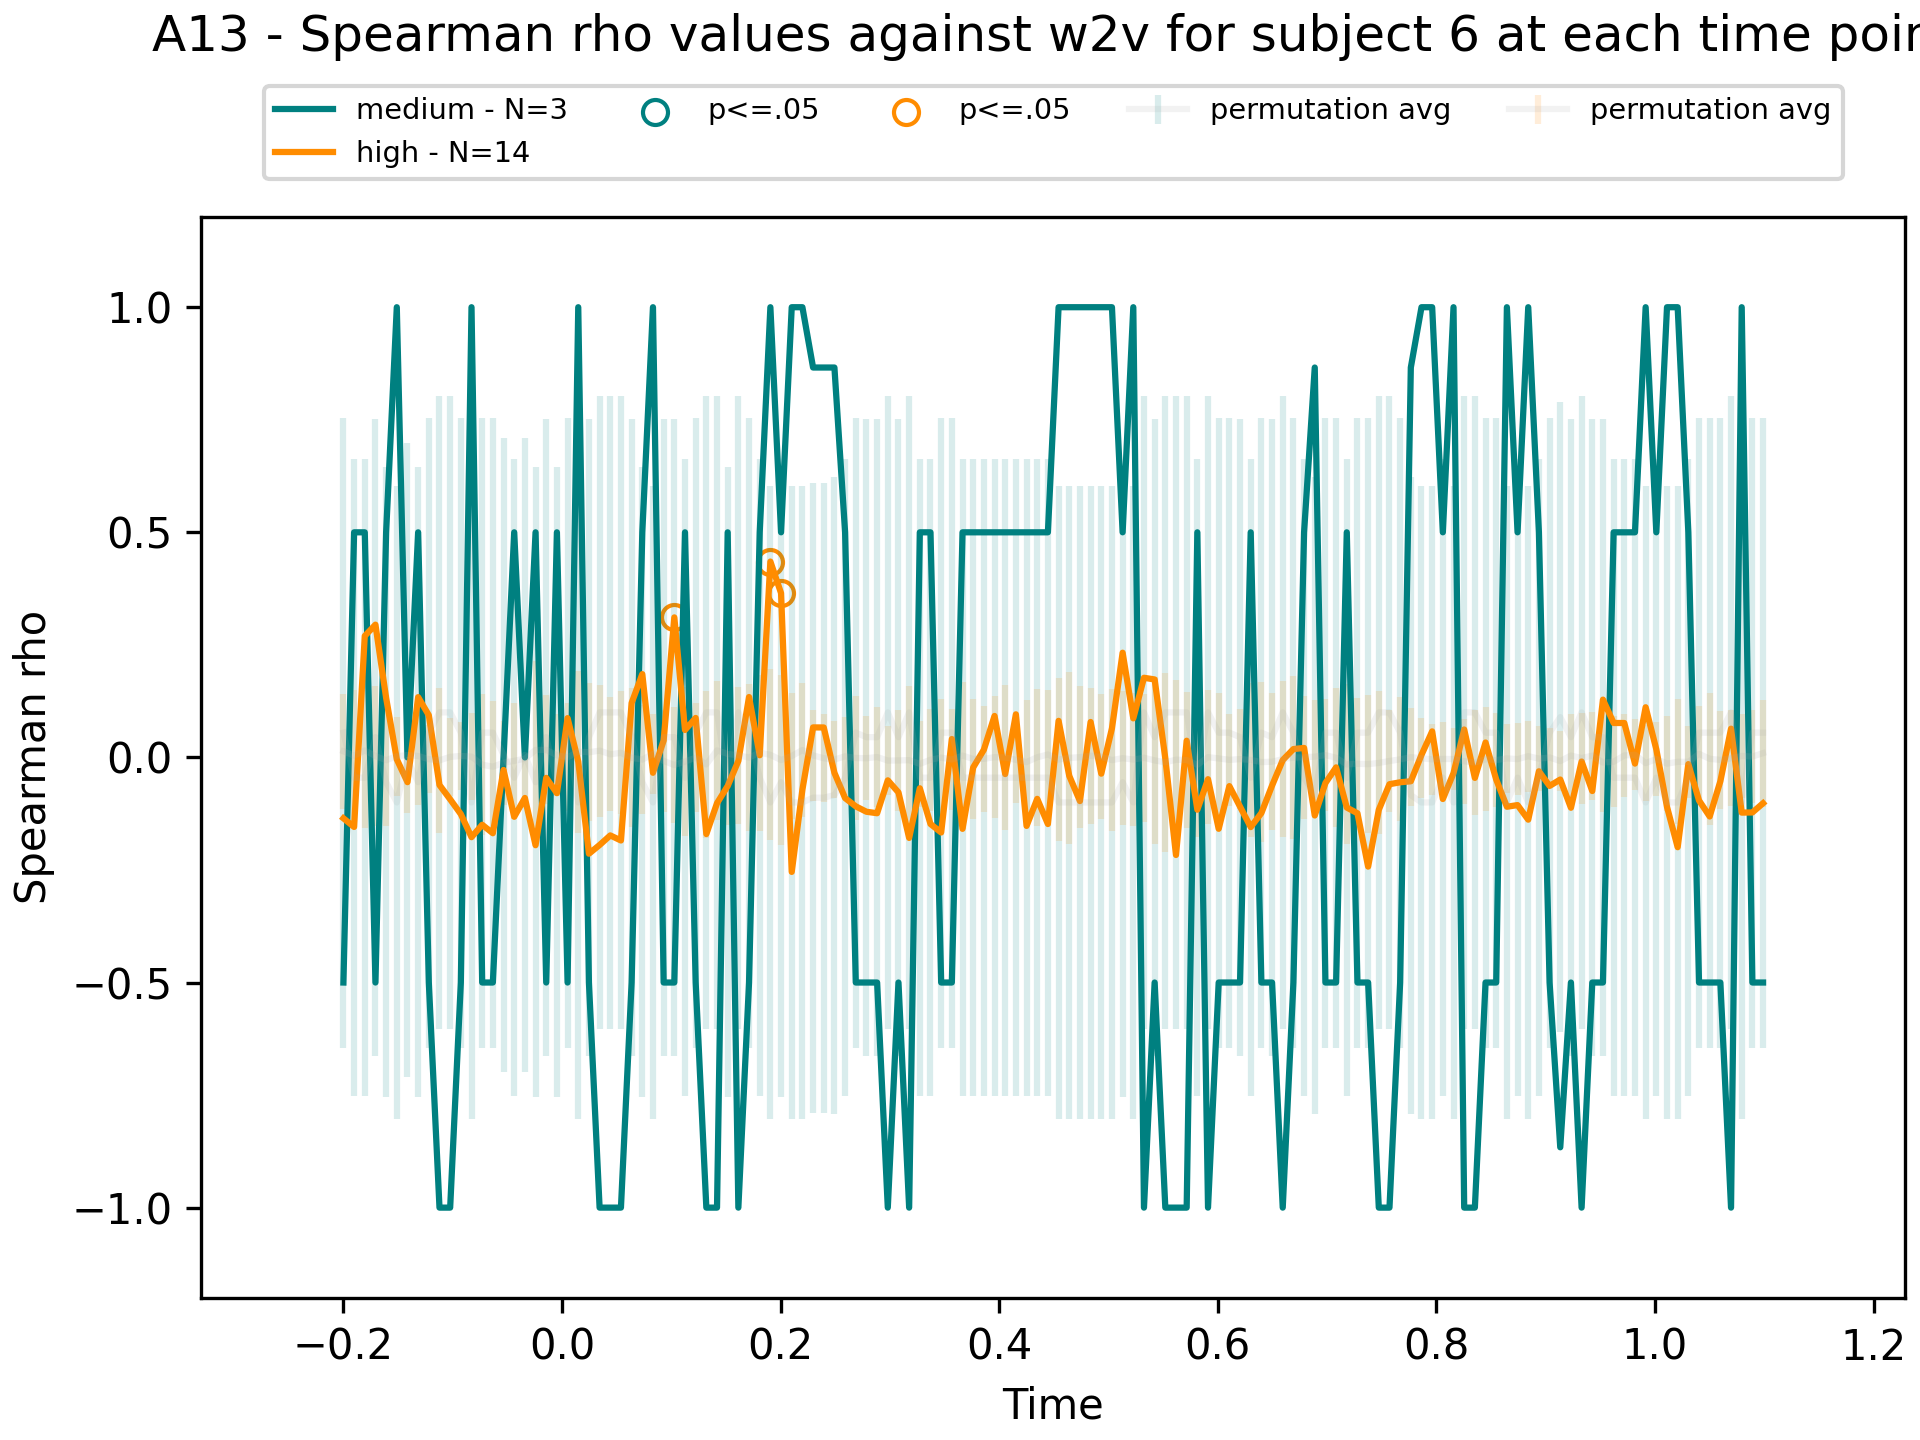 A13 - Spearman rho values against w2v for subject 6 at each time poin
medium - N=3
high - N=14
p<=.05
p<=.05
permutation avg
permutation avg
Spearman rho
1.0
0.5
0.0
−0.5
−1.0
−0.2 0.0 0.2 0.4 0.6 0.8 1.0 1.2
Time